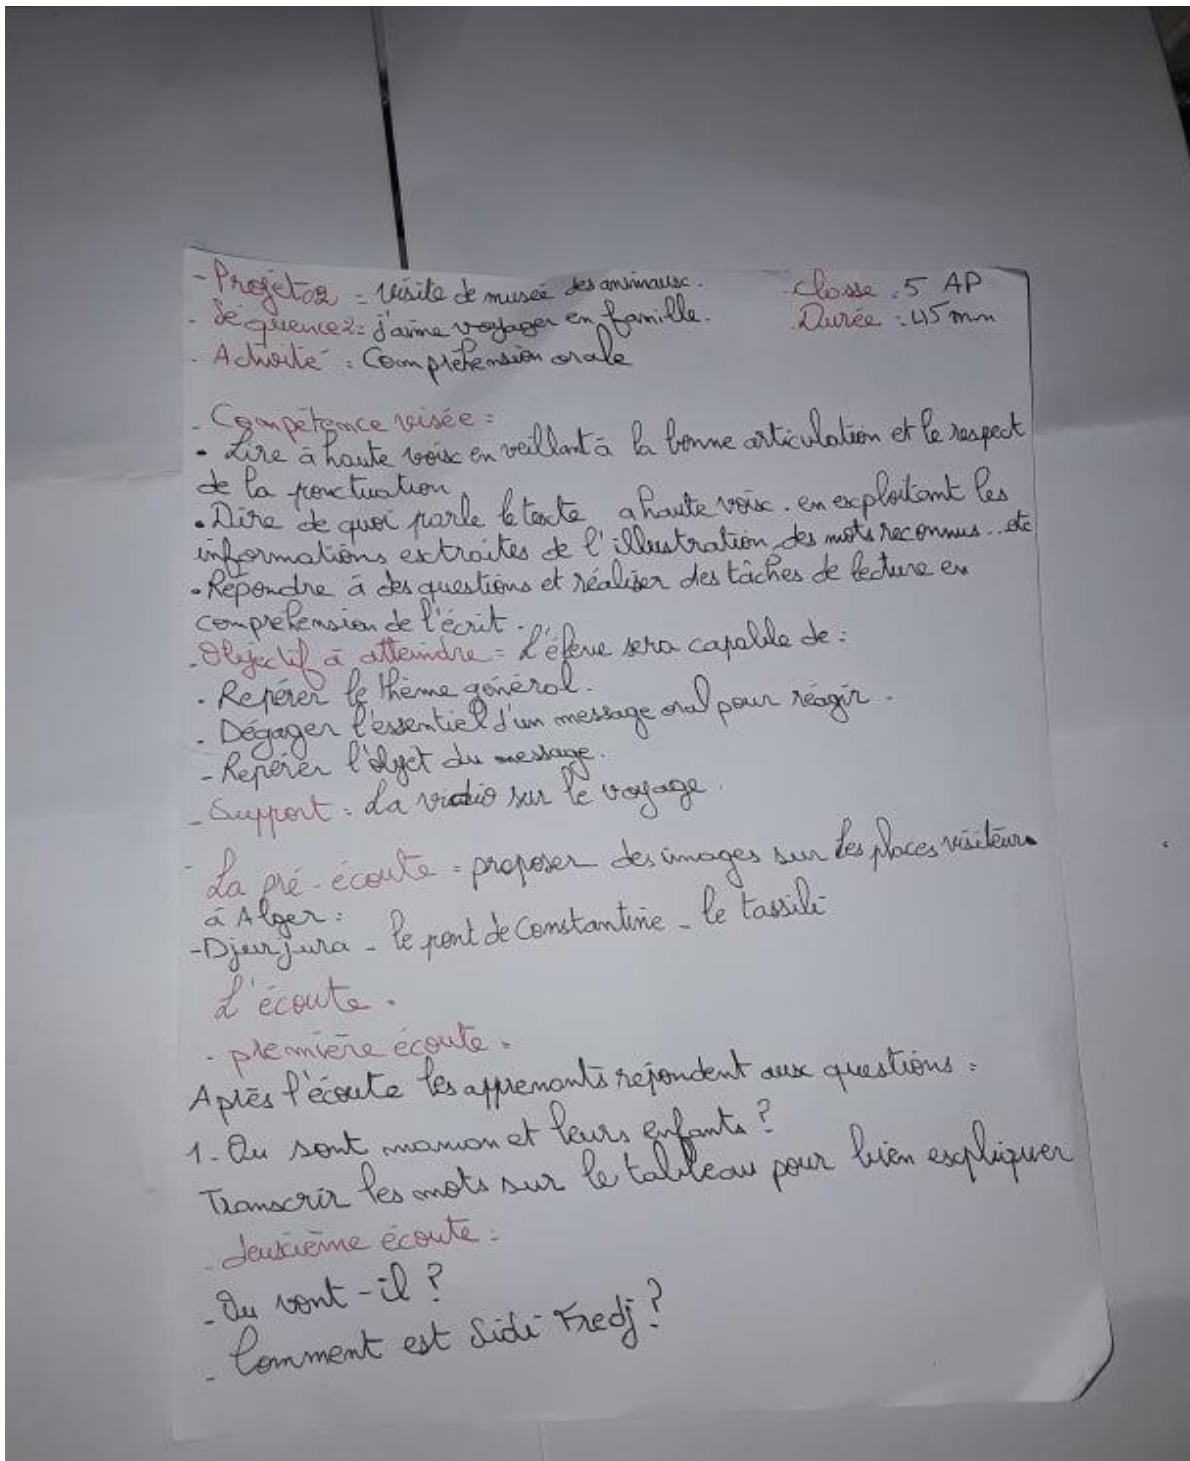 - Projet 02 = visite de museé des animaux.
Classe : 5 AP
- Séquence 2 = j'aime voyager en famille.
Durée : 45 mn
- Activité : Compréhension orale
- Compétence visée =
• Lire à haute voix en veillant à la bonne articulation et le respect
de la ponctuation
• Dire de quoi parle le texte a haute voix. en exploitant les
informations extraites de l'illustration, des mots reconnus...etc
• Répondre à des questions et réaliser des tâches de lecture en
comprehension de l'écrit.
- Objectif à atteindre = L'élève sera capable de :
- Repérer le thème général.
- Dégager l'essentiel d'un message oral pour réagir.
- Repérer l'objet du message.
- Support : La vidio sur le voyage.
- La pré-écoute = proposer des images sur les places visiteurs
à Alger :
- Djurjura - le pont de Constantine - le tassili
L'écoute.
- première écoute.
Après l'écoute les apprenants repondent aux questions =
1- Ou sont maman et leurs enfants ?
Transcrir les mots sur le tableau pour bien expliquer
- deuxième écoute :
- Ou vont-il ?
- Comment est Sidi Fredj ?